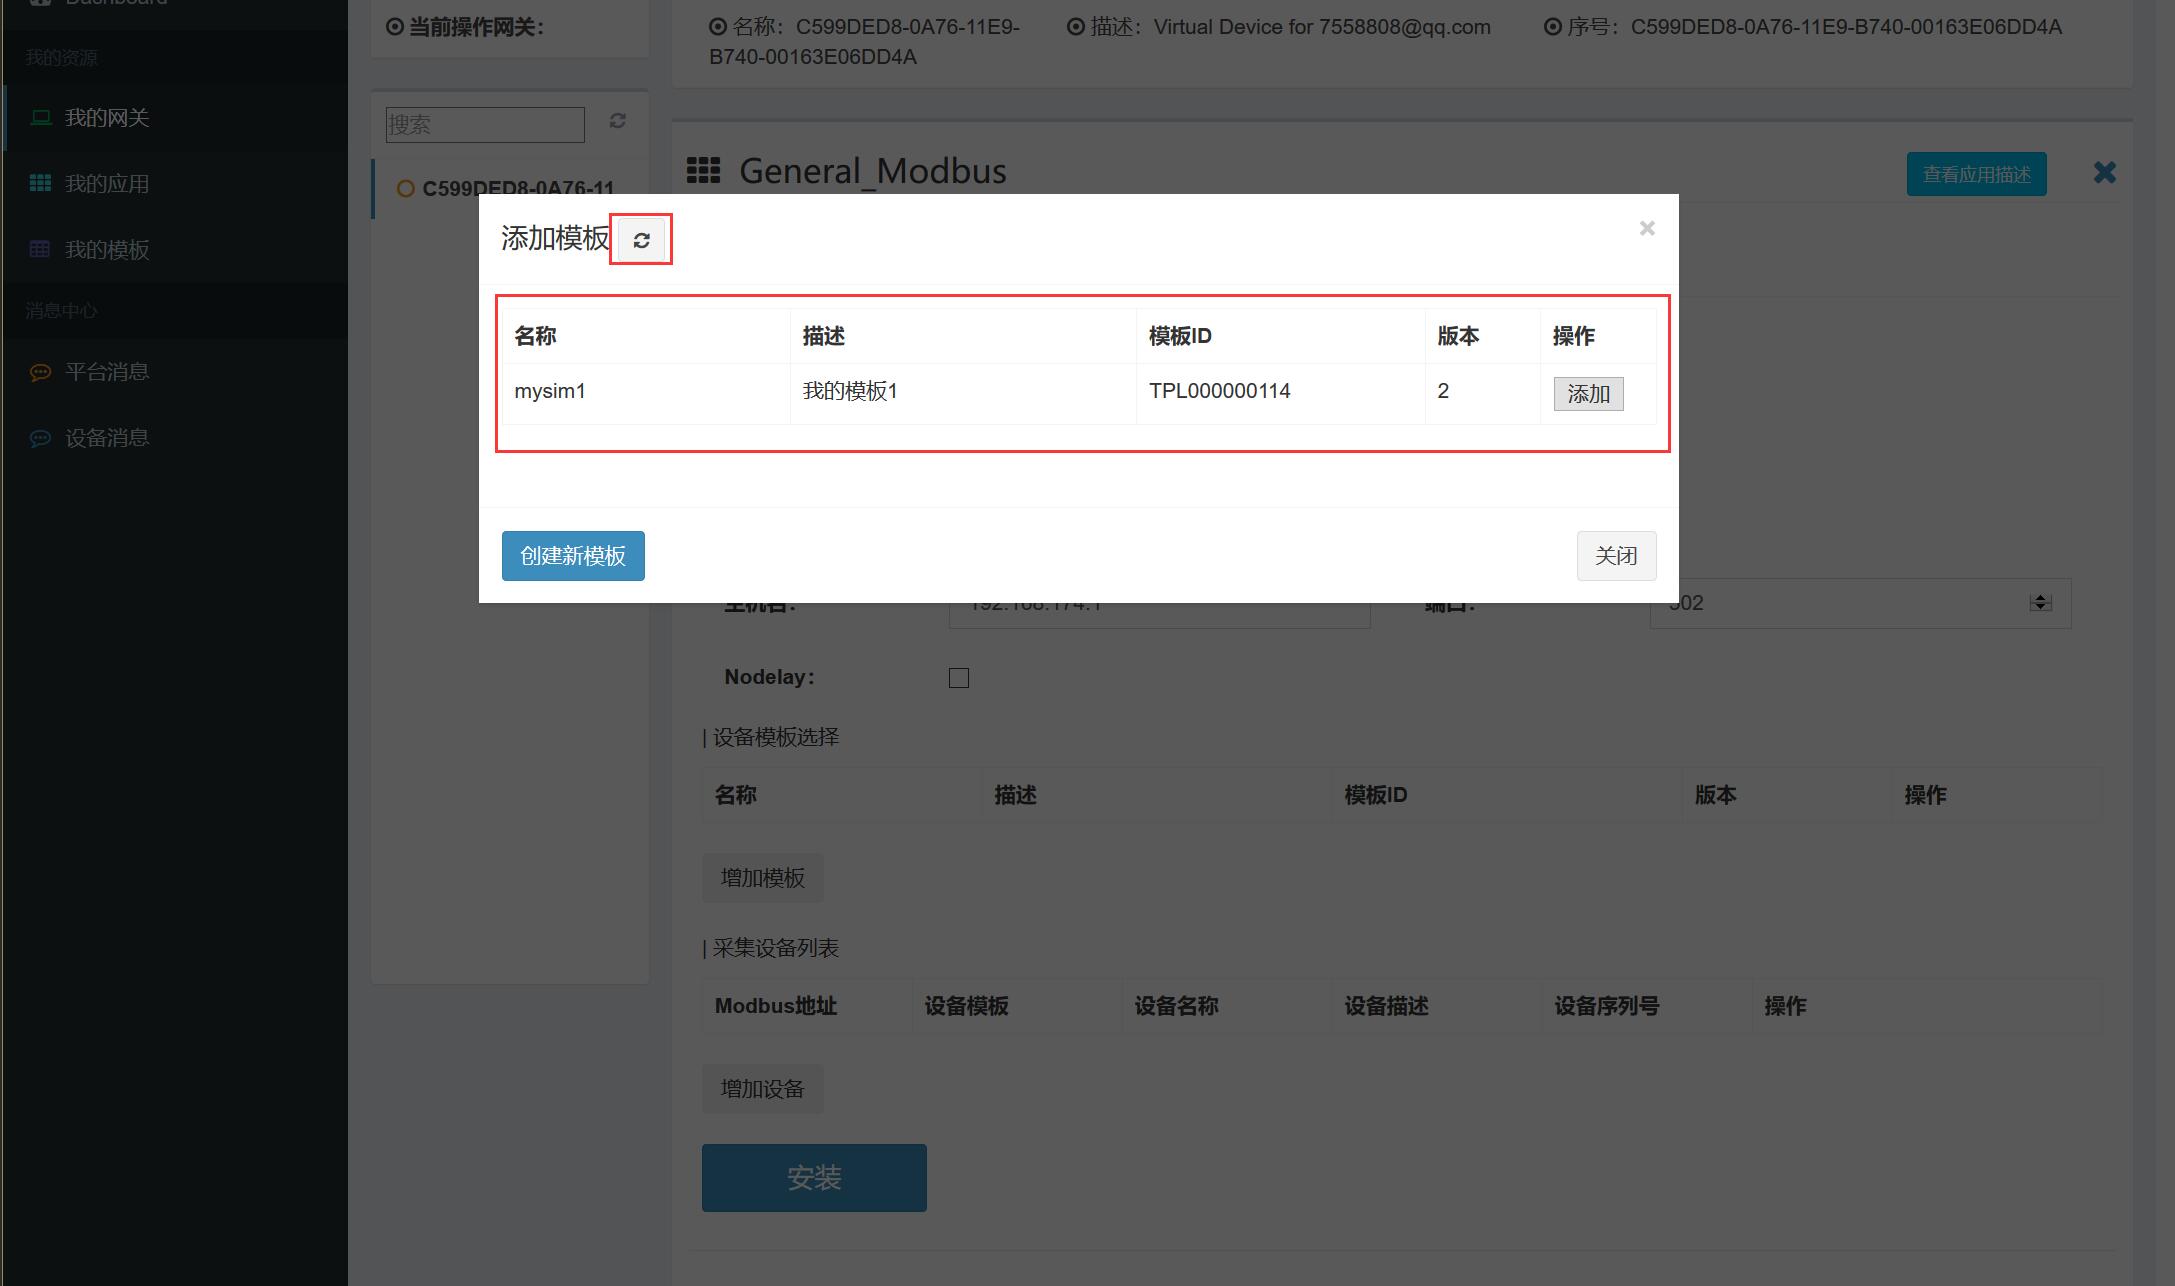 Dashboard
我的资源
我的网关
我的应用
我的模板
消息中心
平台消息
设备消息
当前操作网关：
名称：C599DED8-0A76-11E9-
B740-00163E06DD4A
描述：Virtual Device for 7558808@qq.com
序号：C599DED8-0A76-11E9-B740-00163E06DD4A
搜索
C599DED8-0A76-11
General_Modbus
查看应用描述
添加模板
名称 描述 模板ID 版本 操作
mysim1 我的模板1 TPL000000114 2 添加
创建新模板
关闭
主机名： 192.168.174.1 端口： 502
Nodelay：
| 设备模板选择
名称 描述 模板ID 版本 操作
增加模板
| 采集设备列表
Modbus地址 设备模板 设备名称 设备描述 设备序列号 操作
增加设备
安装